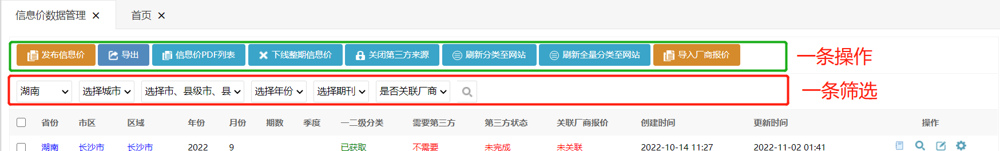 信息价数据管理 × 首页 ×
发布信息价 导出 信息价PDF列表 下线整期信息价 关闭第三方来源 刷新分类至网站 刷新全量分类至网站 导入厂商报价 一条操作
湖南 选择城市 选择市、县级市、县 选择年份 选择期刊 是否关联厂商 一条筛选
省份 市区 区域 年份 月份 期数 季度 一二级分类 需要第三方 第三方状态 关联厂商报价 创建时间 更新时间 操作
湖南 长沙市 长沙市 2022 9 已获取 不需要 未完成 未关联 2022-10-14 11:27 2022-11-02 01:41